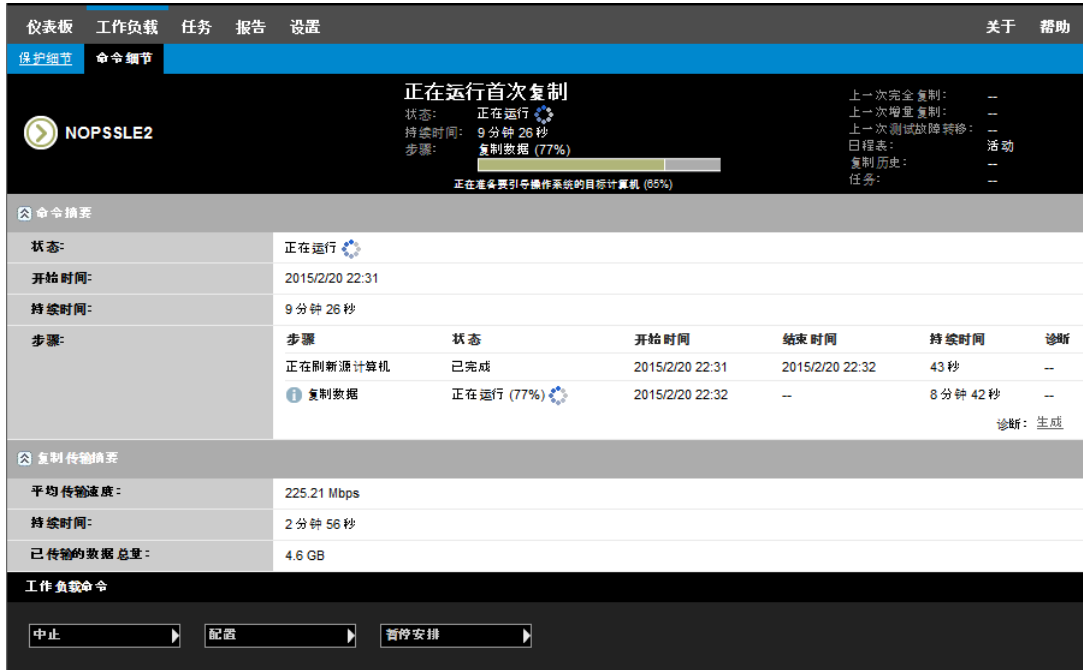 仪表板 工作负载 任务 报告 设置 关于 帮助
保护细节 命令细节
NOPSSLE2
正在运行首次复制
状态: 正在运行
持续时间: 9 分钟 26 秒
步骤: 复制数据 (77%)
正在准备要引导操作系统的目标计算机 (65%)
上一次完全复制: --
上一次增量复制: --
上一次测试故障转移: --
日程表: 活动
复制历史: --
任务: --
命令摘要
状态: 正在运行
开始时间: 2015/2/20 22:31
持续时间: 9 分钟 26 秒
步骤:
步骤 状态 开始时间 结束时间 持续时间 诊断
正在刷新源计算机 已完成 2015/2/20 22:31 2015/2/20 22:32 43 秒 --
复制数据 正在运行 (77%) 2015/2/20 22:32 -- 8 分钟 42 秒 --
诊断: 生成
复制传输摘要
平均传输速度: 225.21 Mbps
持续时间: 2 分钟 56 秒
已传输的数据总量: 4.6 GB
工作负载命令
中止 配置 暂停安排